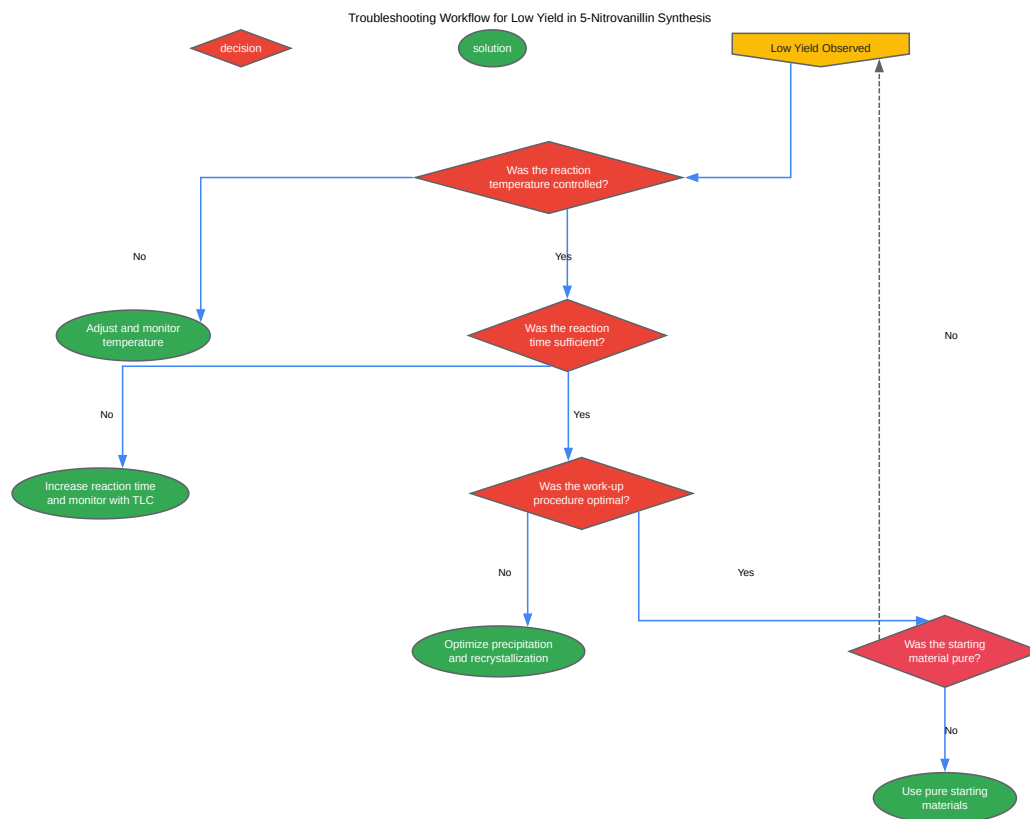 Troubleshooting Workflow for Low Yield in 5-Nitrovanillin Synthesis
decision
solution
Low Yield Observed
Was the reaction
temperature controlled?
No
Yes
Adjust and monitor
temperature
Was the reaction
time sufficient?
No
No
Yes
Increase reaction time
and monitor with TLC
Was the work-up
procedure optimal?
No
Yes
Optimize precipitation
and recrystallization
Was the starting
material pure?
No
Use pure starting
materials